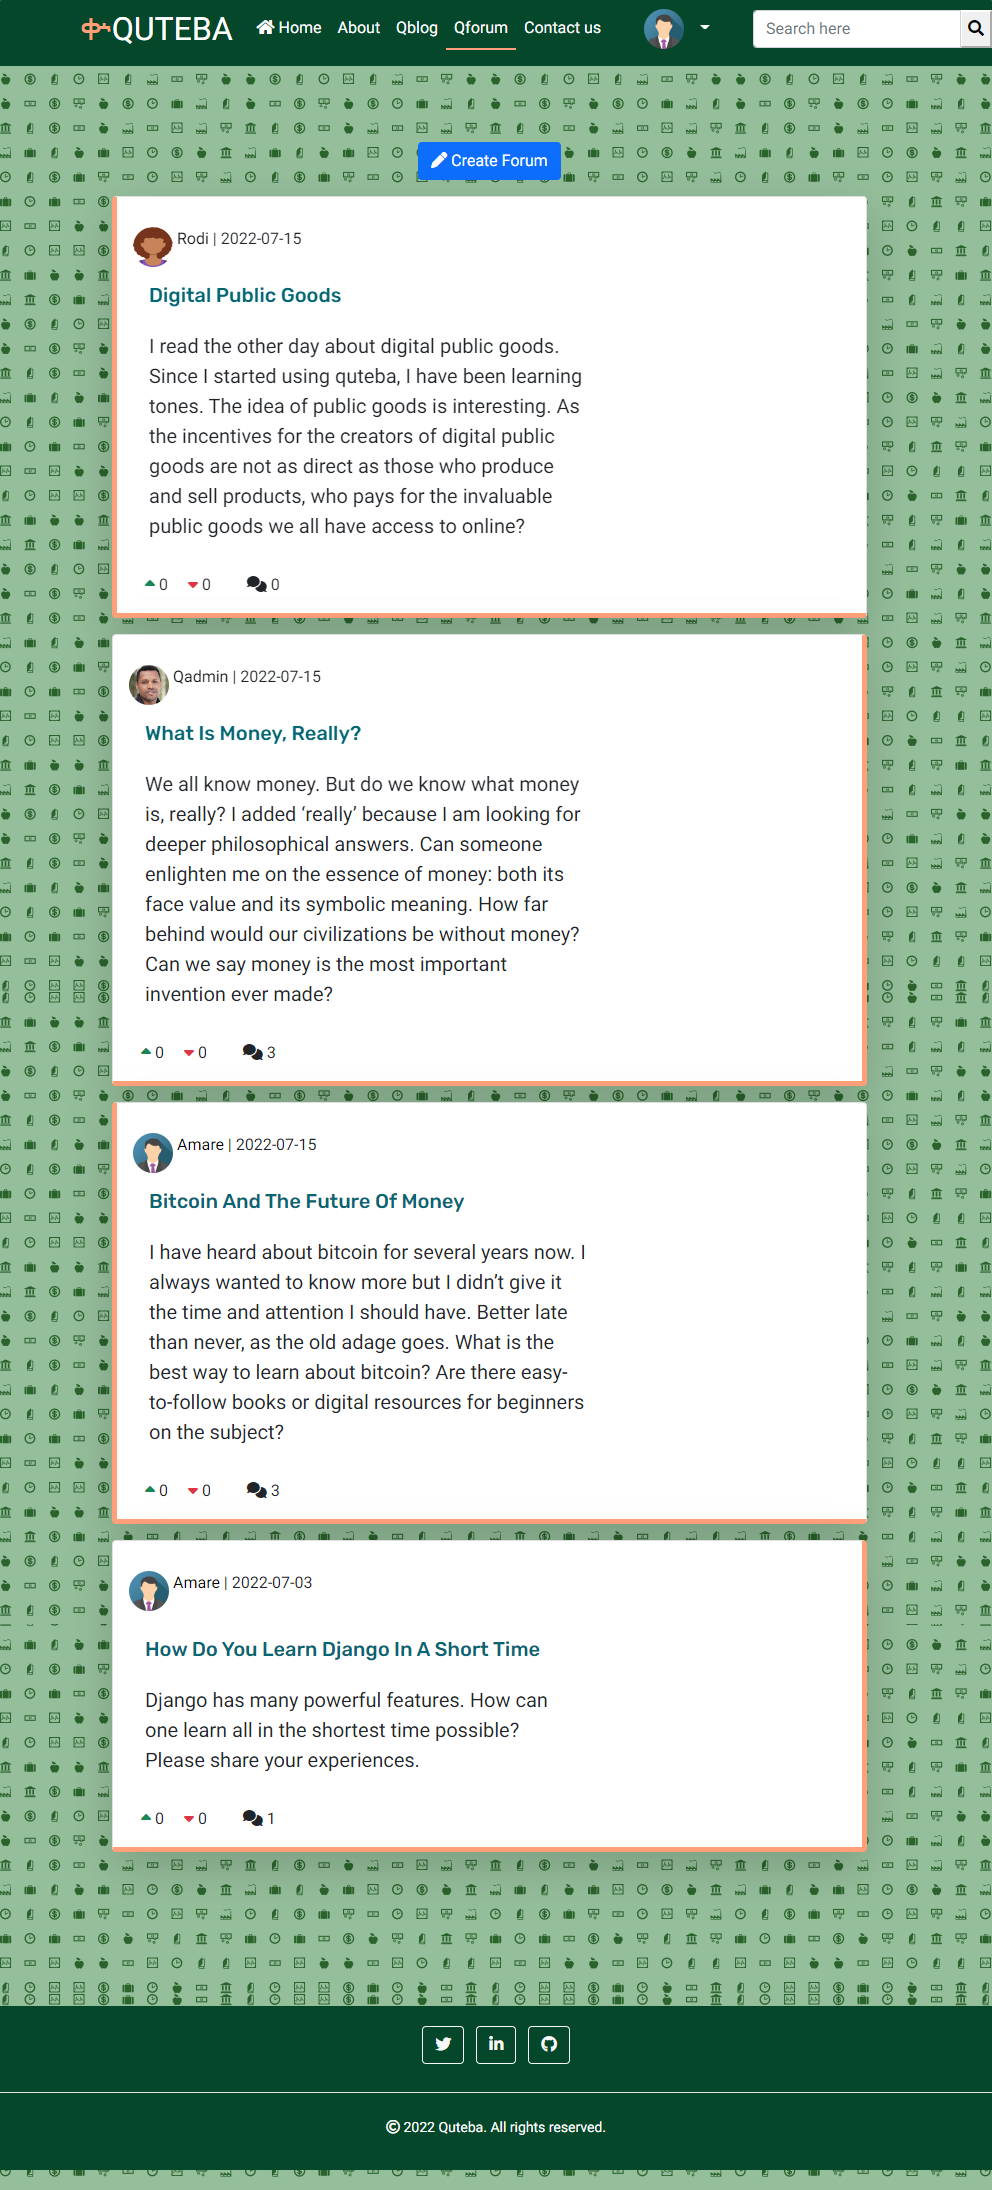 ቁQUTEBA Home About Qblog Qforum Contact us Search here
Create Forum
Rodi | 2022-07-15
Digital Public Goods
I read the other day about digital public goods.
Since I started using quteba, I have been learning
tones. The idea of public goods is interesting. As
the incentives for the creators of digital public
goods are not as direct as those who produce
and sell products, who pays for the invaluable
public goods we all have access to online?
0 0 0
Qadmin | 2022-07-15
What Is Money, Really?
We all know money. But do we know what money
is, really? I added ‘really’ because I am looking for
deeper philosophical answers. Can someone
enlighten me on the essence of money: both its
face value and its symbolic meaning. How far
behind would our civilizations be without money?
Can we say money is the most important
invention ever made?
0 0 3
Amare | 2022-07-15
Bitcoin And The Future Of Money
I have heard about bitcoin for several years now. I
always wanted to know more but I didn’t give it
the time and attention I should have. Better late
than never, as the old adage goes. What is the
best way to learn about bitcoin? Are there easy-
to-follow books or digital resources for beginners
on the subject?
0 0 3
Amare | 2022-07-03
How Do You Learn Django In A Short Time
Django has many powerful features. How can
one learn all in the shortest time possible?
Please share your experiences.
0 0 1
© 2022 Quteba. All rights reserved.